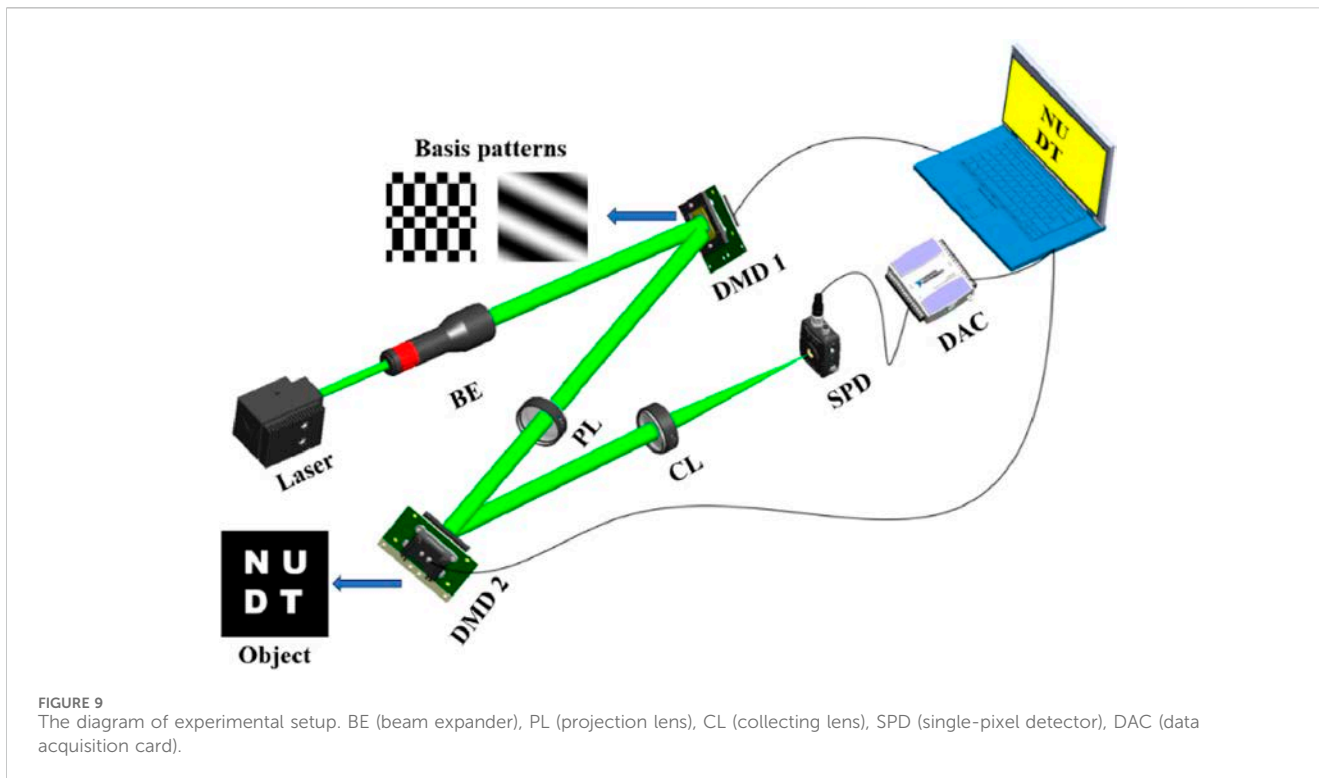 Basis patterns
DMD 1
NU
DT
DAC
SPD
BE
PL
CL
Laser
DMD 2
N U
D T
Object
FIGURE 9
The diagram of experimental setup. BE (beam expander), PL (projection lens), CL (collecting lens), SPD (single-pixel detector), DAC (data
acquisition card).